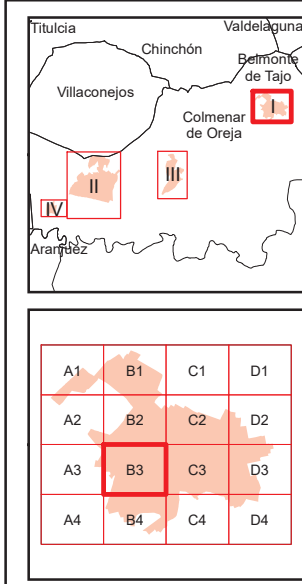 Titulcia
Valdelaguna
Chinchón
Belmonte
de Tajo
Villaconejos
I
Colmenar
de Oreja
II
III
IV
Aranjuez
A1 B1 C1 D1
A2 B2 C2 D2
A3 B3 C3 D3
A4 B4 C4 D4